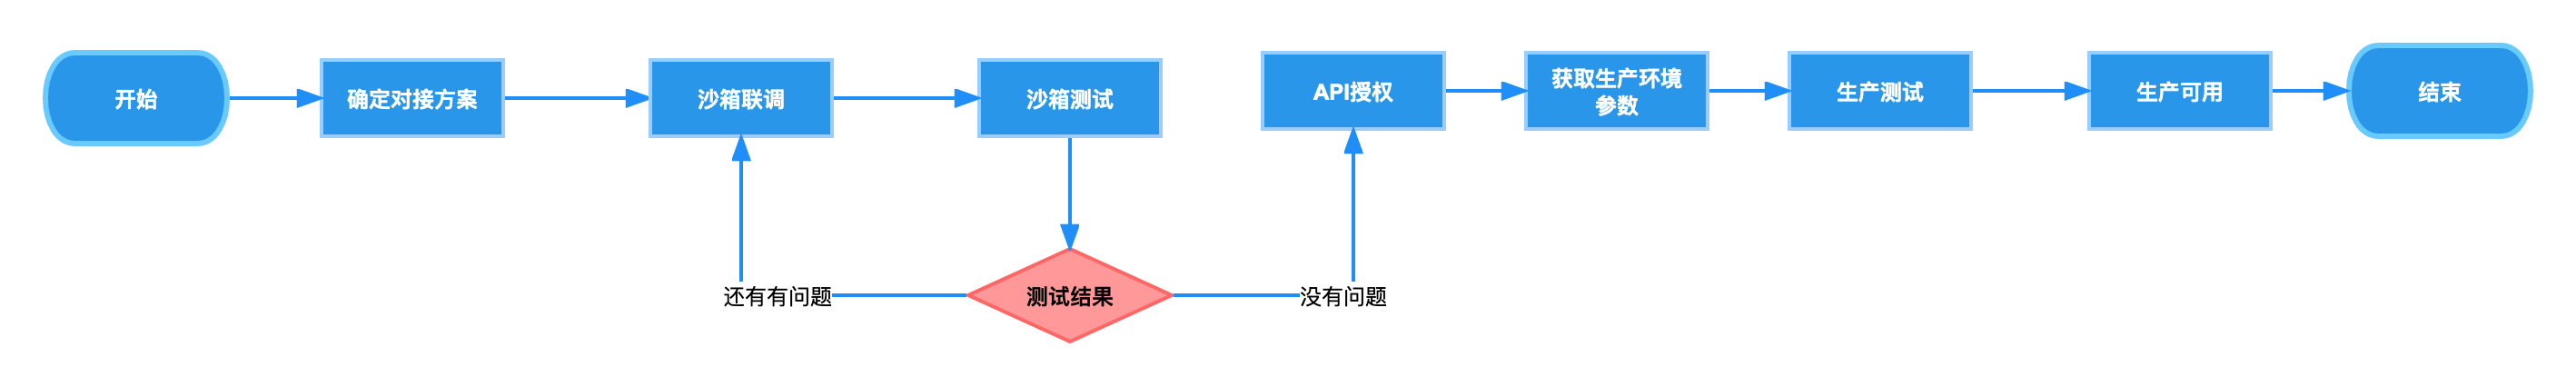 开始
确定对接方案
沙箱联调
沙箱测试
API授权
获取生产环境
参数
生产测试
生产可用
结束
还有有问题
测试结果
没有问题